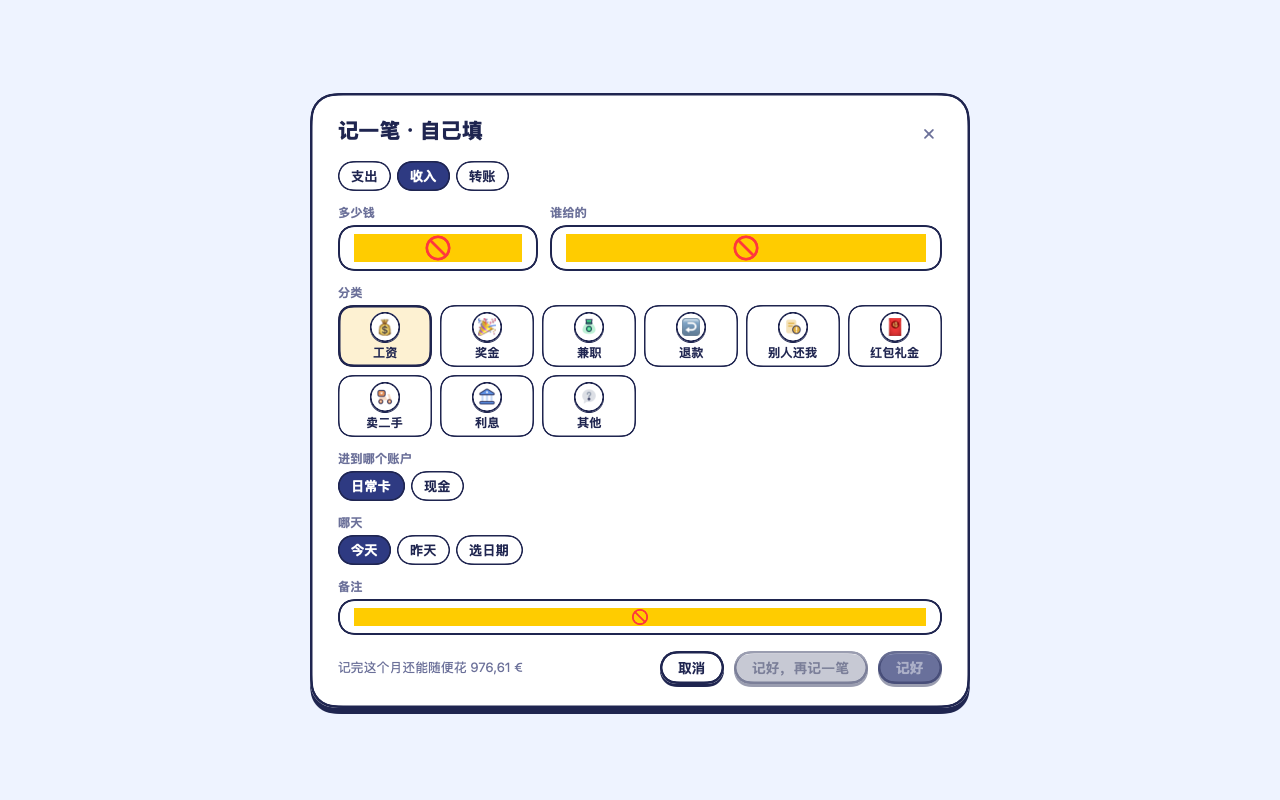 记一笔 · 自己填
×
支出 收入 转账
多少钱 谁给的
分类
工资 奖金 兼职 退款 别人还我 红包礼金
卖二手 利息 其他
进到哪个账户
日常卡 现金
哪天
今天 昨天 选日期
备注
记完这个月还能随便花 976,61 € 取消 记好，再记一笔 记好